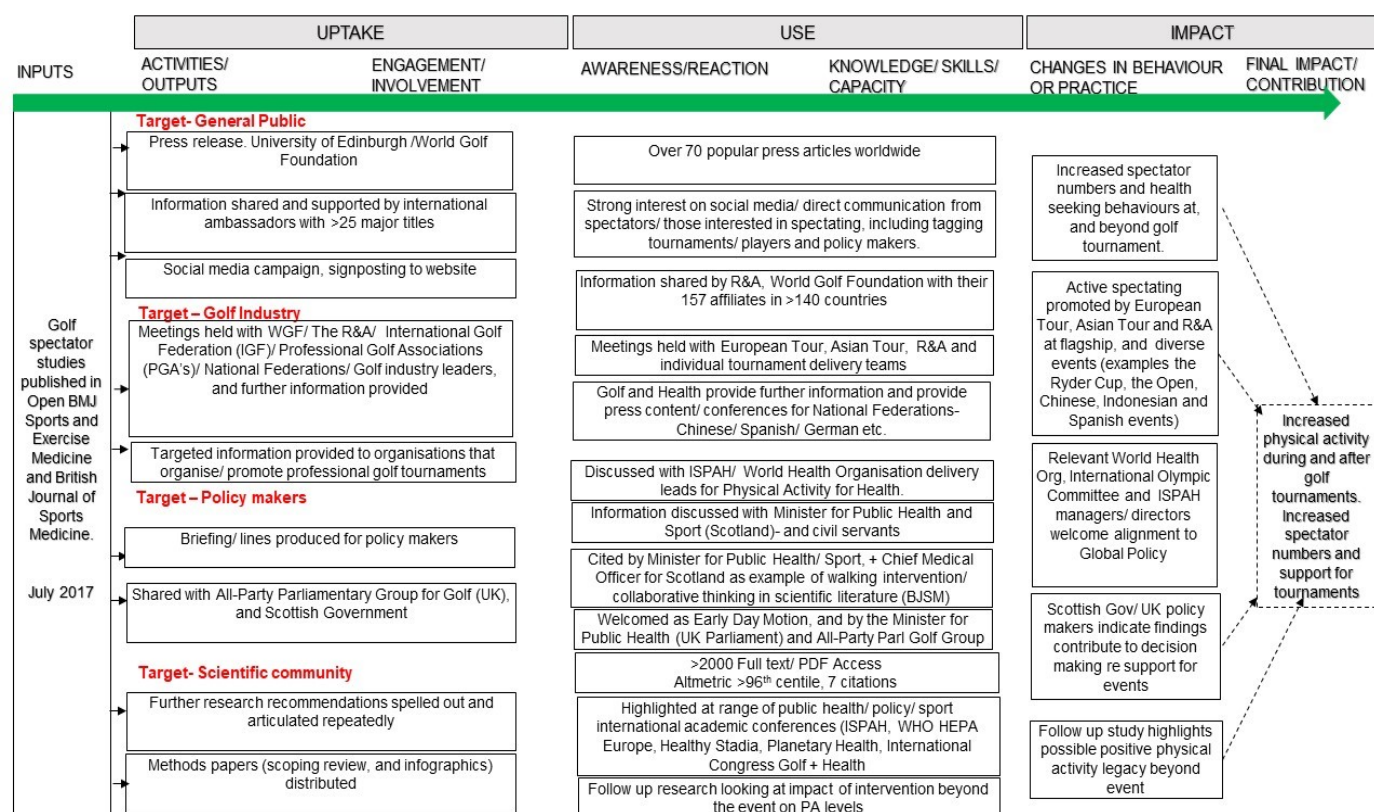 UPTAKE
USE
IMPACT
INPUTS
ACTIVITIES/
OUTPUTS
ENGAGEMENT/
INVOLVEMENT
AWARENESS/REACTION
KNOWLEDGE/ SKILLS/
CAPACITY
CHANGES IN BEHAVIOUR
OR PRACTICE
FINAL IMPACT/
CONTRIBUTION
Golf
spectator
studies
published in
Open BMJ
Sports and
Exercise
Medicine
and British
Journal of
Sports
Medicine.
July 2017
Target- General Public
Press release. University of Edinburgh /World Golf
Foundation
Information shared and supported by international
ambassadors with >25 major titles
Social media campaign, signposting to website
Target – Golf Industry
Meetings held with WGF/ The R&A/ International Golf
Federation (IGF)/ Professional Golf Associations
(PGA's)/ National Federations/ Golf industry leaders,
and further information provided
Targeted information provided to organisations that
organise/ promote professional golf tournaments
Target – Policy makers
Briefing/ lines produced for policy makers
Shared with All-Party Parliamentary Group for Golf (UK),
and Scottish Government
Target- Scientific community
Further research recommendations spelled out and
articulated repeatedly
Methods papers (scoping review, and infographics)
distributed
Over 70 popular press articles worldwide
Strong interest on social media/ direct communication from
spectators/ those interested in spectating, including tagging
tournaments/ players and policy makers.
Information shared by R&A, World Golf Foundation with their
157 affiliates in >140 countries
Meetings held with European Tour, Asian Tour, R&A and
individual tournament delivery teams
Golf and Health provide further information and provide
press content/ conferences for National Federations-
Chinese/ Spanish/ German etc.
Discussed with ISPAH/ World Health Organisation delivery
leads for Physical Activity for Health.
Information discussed with Minister for Public Health and
Sport (Scotland)- and civil servants
Cited by Minister for Public Health/ Sport, + Chief Medical
Officer for Scotland as example of walking intervention/
collaborative thinking in scientific literature (BJSM)
Welcomed as Early Day Motion, and by the Minister for
Public Health (UK Parliament) and All-Party Parl Golf Group
>2000 Full text/ PDF Access
Altmetric >96th centile, 7 citations
Highlighted at range of public health/ policy/ sport
international academic conferences (ISPAH, WHO HEPA
Europe, Healthy Stadia, Planetary Health, International
Congress Golf + Health
Follow up research looking at impact of intervention beyond
the event on PA levels
Increased spectator
numbers and health
seeking behaviours at,
and beyond golf
tournament.
Active spectating
promoted by European
Tour, Asian Tour and R&A
at flagship, and diverse
events (examples the
Ryder Cup, the Open,
Chinese, Indonesian and
Spanish events)
Relevant World Health
Org, International Olympic
Committee and ISPAH
managers/ directors
welcome alignment to
Global Policy
Scottish Gov/ UK policy
makers indicate findings
contribute to decision
making re support for
events
Follow up study highlights
possible positive physical
activity legacy beyond
event
Increased
physical activity
during and after
golf
tournaments.
Increased
spectator
numbers and
support for
tournaments